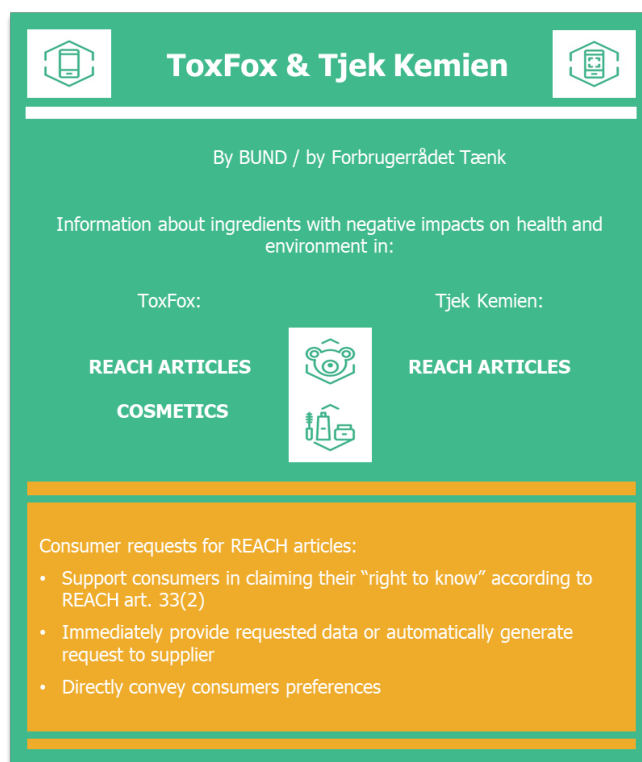 ToxFox & Tjek Kemien
By BUND / by Forbrugerrådet Tænk
Information about ingredients with negative impacts on health and
environment in:
ToxFox:
Tjek Kemien:
REACH ARTICLES
REACH ARTICLES
COSMETICS
Consumer requests for REACH articles:
• Support consumers in claiming their “right to know” according to
REACH art. 33(2)
• Immediately provide requested data or automatically generate
request to supplier
• Directly convey consumers preferences